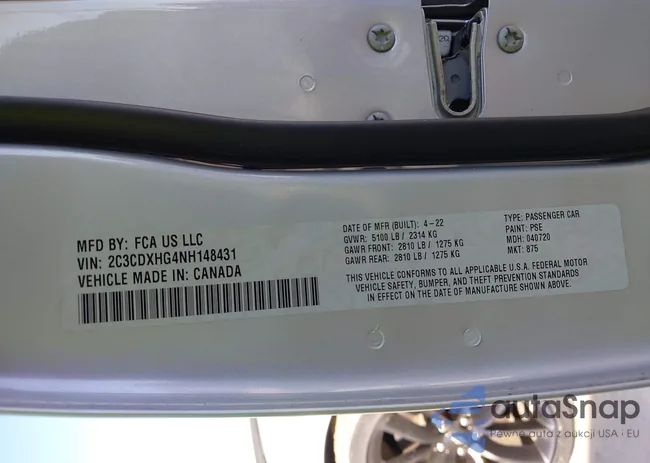 MFD BY: FCA US LLC
VIN: 2C3CDXHG4NH148431
VEHICLE MADE IN: CANADA
DATE OF MFR (BUILT): 4-22
GVWR: 5100 LB / 2314 KG
GAWR FRONT: 2810 LB / 1275 KG
GAWR REAR: 2810 LB / 1275 KG
TYPE: PASSENGER CAR
PAINT: PSE
MDH: 040720
MKT: 875
THIS VEHICLE CONFORMS TO ALL APPLICABLE U.S.A. FEDERAL MOTOR
VEHICLE SAFETY, BUMPER, AND THEFT PREVENTION STANDARDS
IN EFFECT ON THE DATE OF MANUFACTURE SHOWN ABOVE.
autaSnap
Pewne auta z aukcji USA i EU